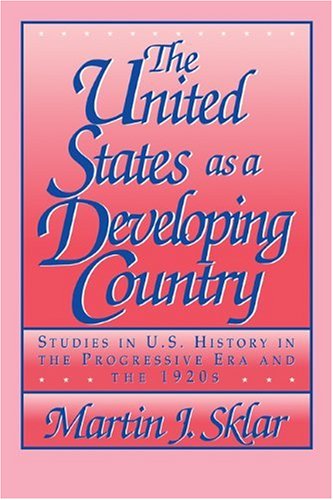 The
United
States as a
Developing
Country
STUDIES IN U.S. HISTORY IN
THE PROGRESSIVE ERA AND
THE 1920s
Martin J. Sklar